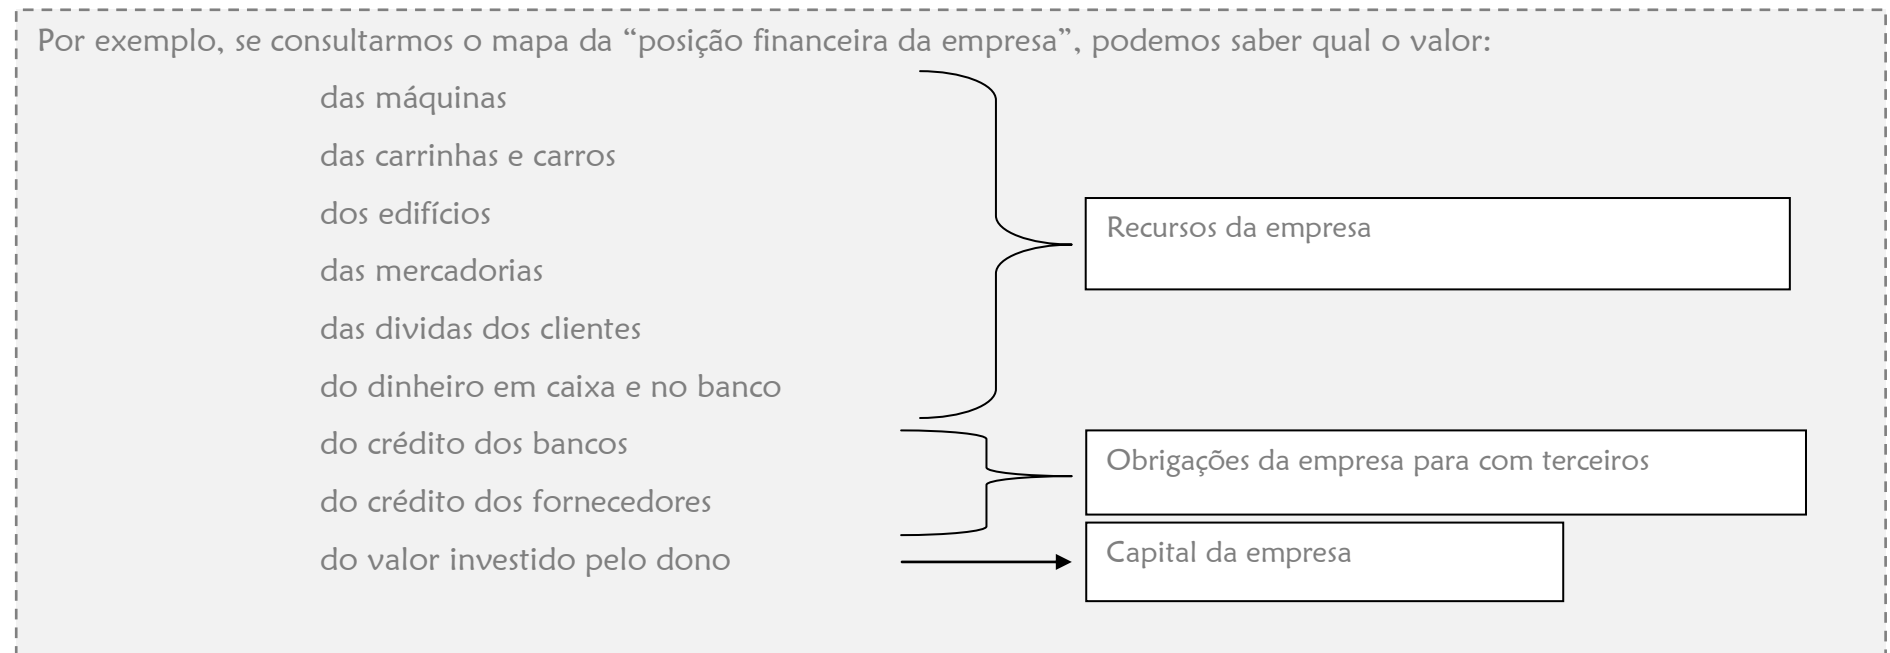 Por exemplo, se consultarmos o mapa da “posição financeira da empresa”, podemos saber qual o valor:
das máquinas
das carrinhas e carros
dos edifícios
das mercadorias
das dividas dos clientes
do dinheiro em caixa e no banco
Recursos da empresa
do crédito dos bancos
do crédito dos fornecedores
Obrigações da empresa para com terceiros
do valor investido pelo dono
Capital da empresa